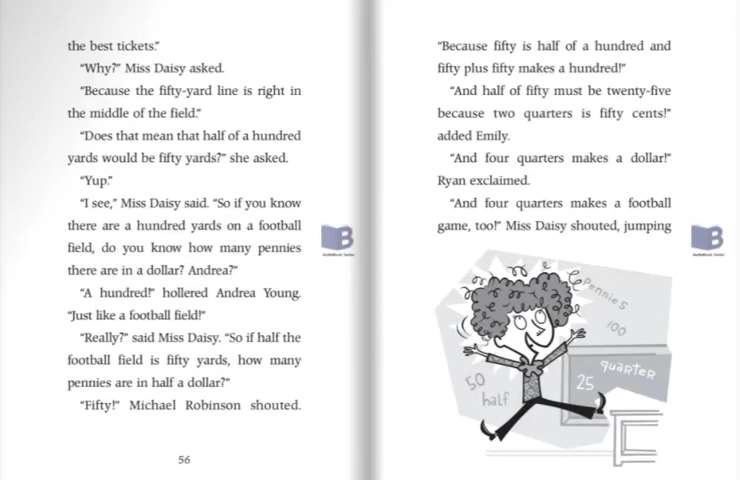 the best tickets."
"Why?" Miss Daisy asked.
"Because the fifty-yard line is right in
the middle of the field."
"Does that mean that half of a hundred
yards would be fifty yards?" she asked.
"Yup."
"I see," Miss Daisy said. "So if you know
there are a hundred yards on a football
field, do you know how many pennies
there are in a dollar? Andrea?"
"A hundred!" hollered Andrea Young.
"Just like a football field!"
"Really?" said Miss Daisy. "So if half the
football field is fifty yards, how many
pennies are in half a dollar?"
"Fifty!" Michael Robinson shouted.
56
B
"Because fifty is half of a hundred and
fifty plus fifty makes a hundred!"
"And half of fifty must be twenty-five
because two quarters is fifty cents!"
added Emily.
"And four quarters makes a dollar!"
Ryan exclaimed.
"And four quarters makes a football
game, too!" Miss Daisy shouted, jumping
B
Pennies
100
quarter
25
50
half